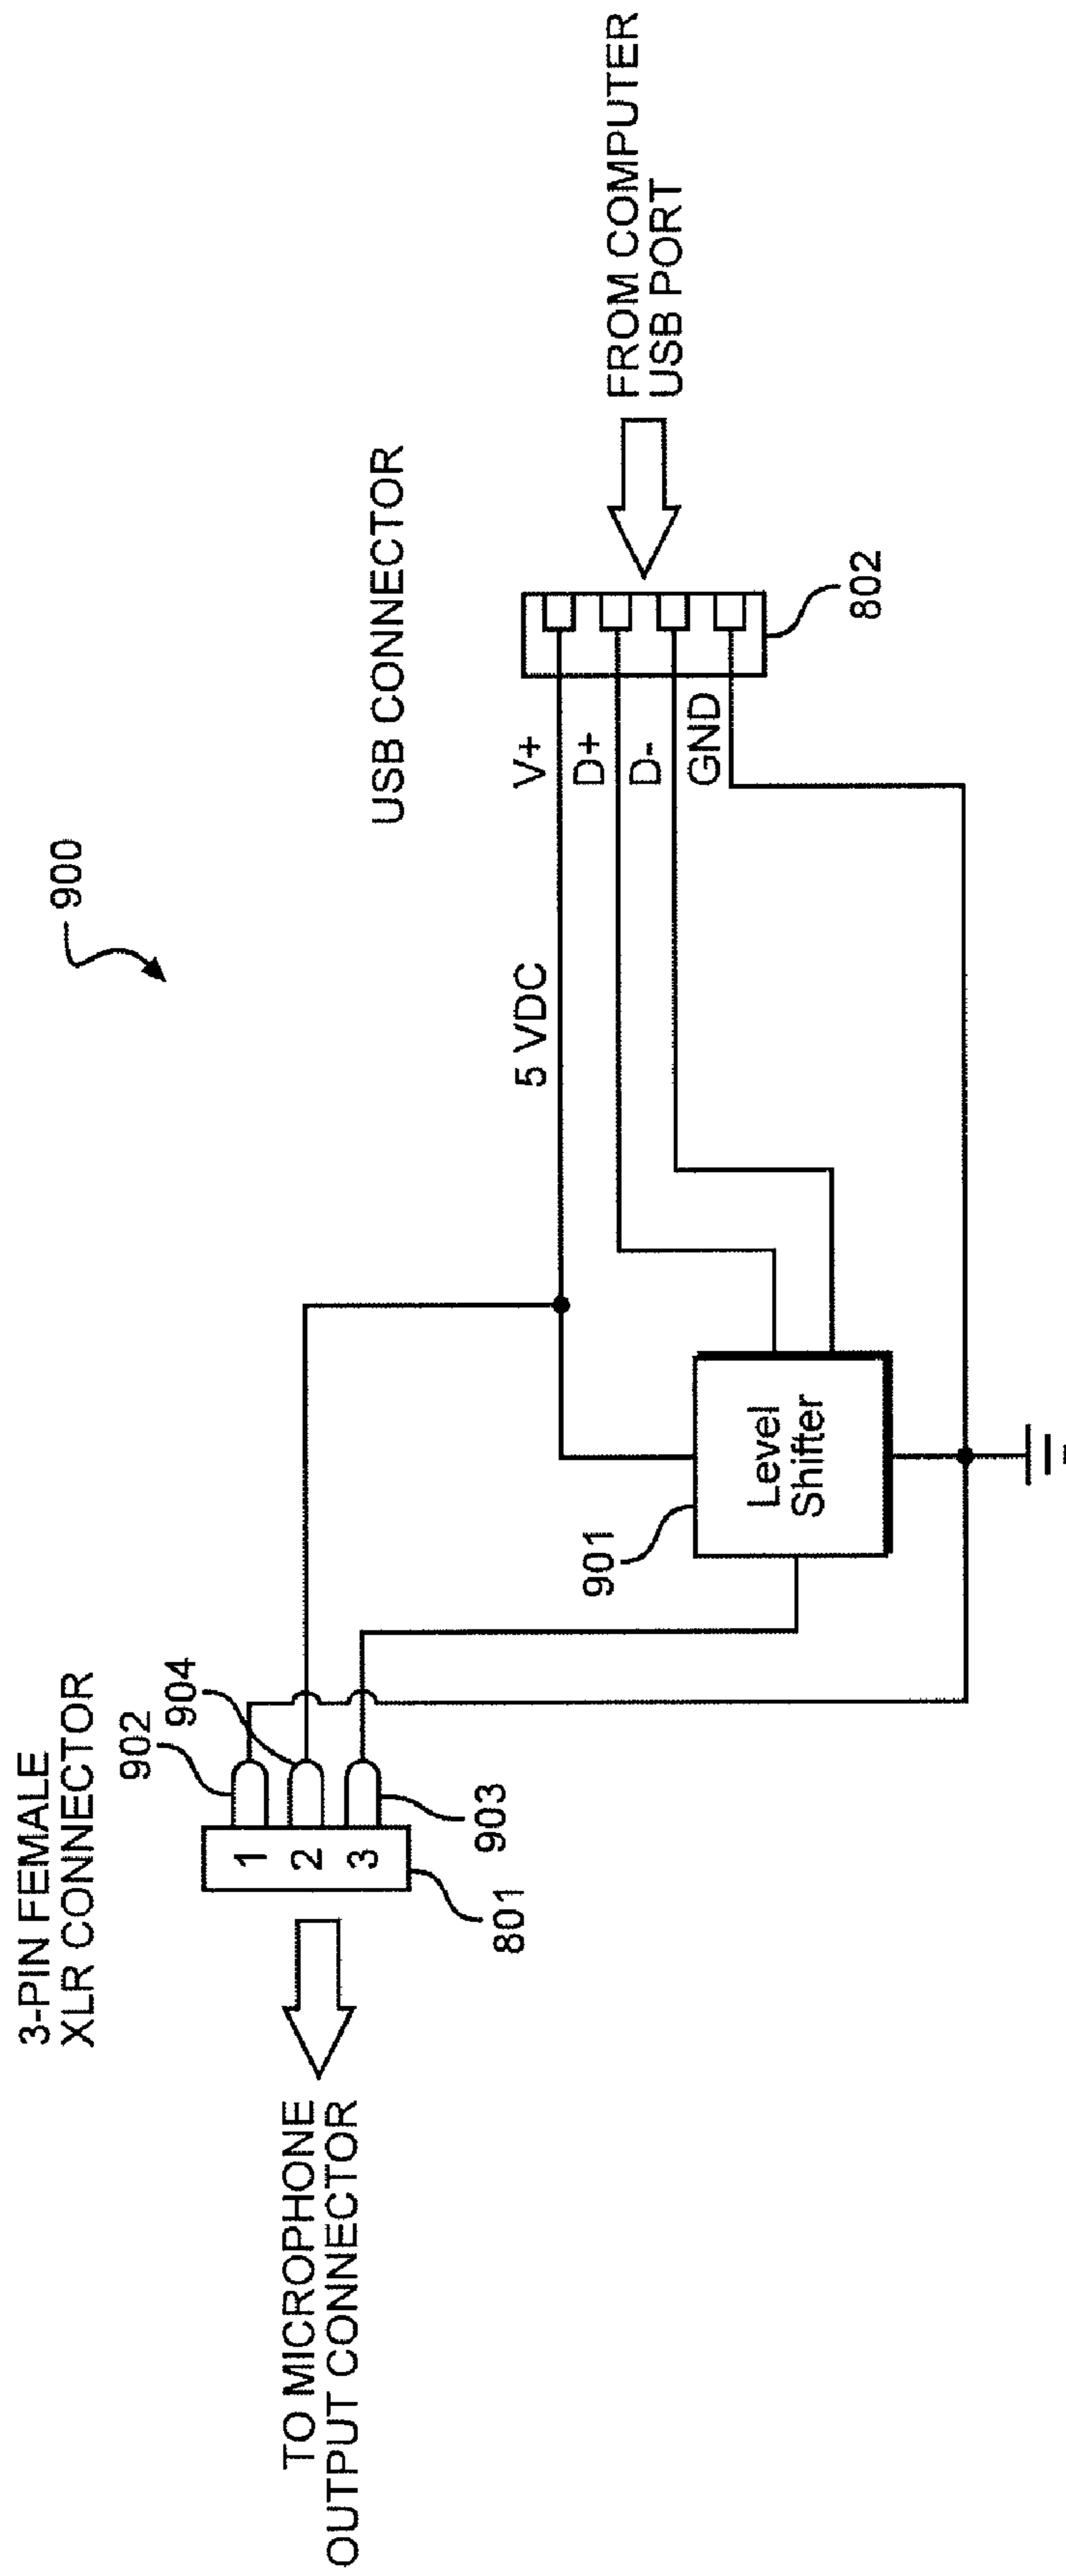 900
3-PIN FEMALE
XLR CONNECTOR
902
904
1
2
3
903
801
TO MICROPHONE
OUTPUT CONNECTOR
901
Level
Shifter
5 VDC
USB CONNECTOR
V+
D+
D-
GND
802
FROM COMPUTER
USB PORT